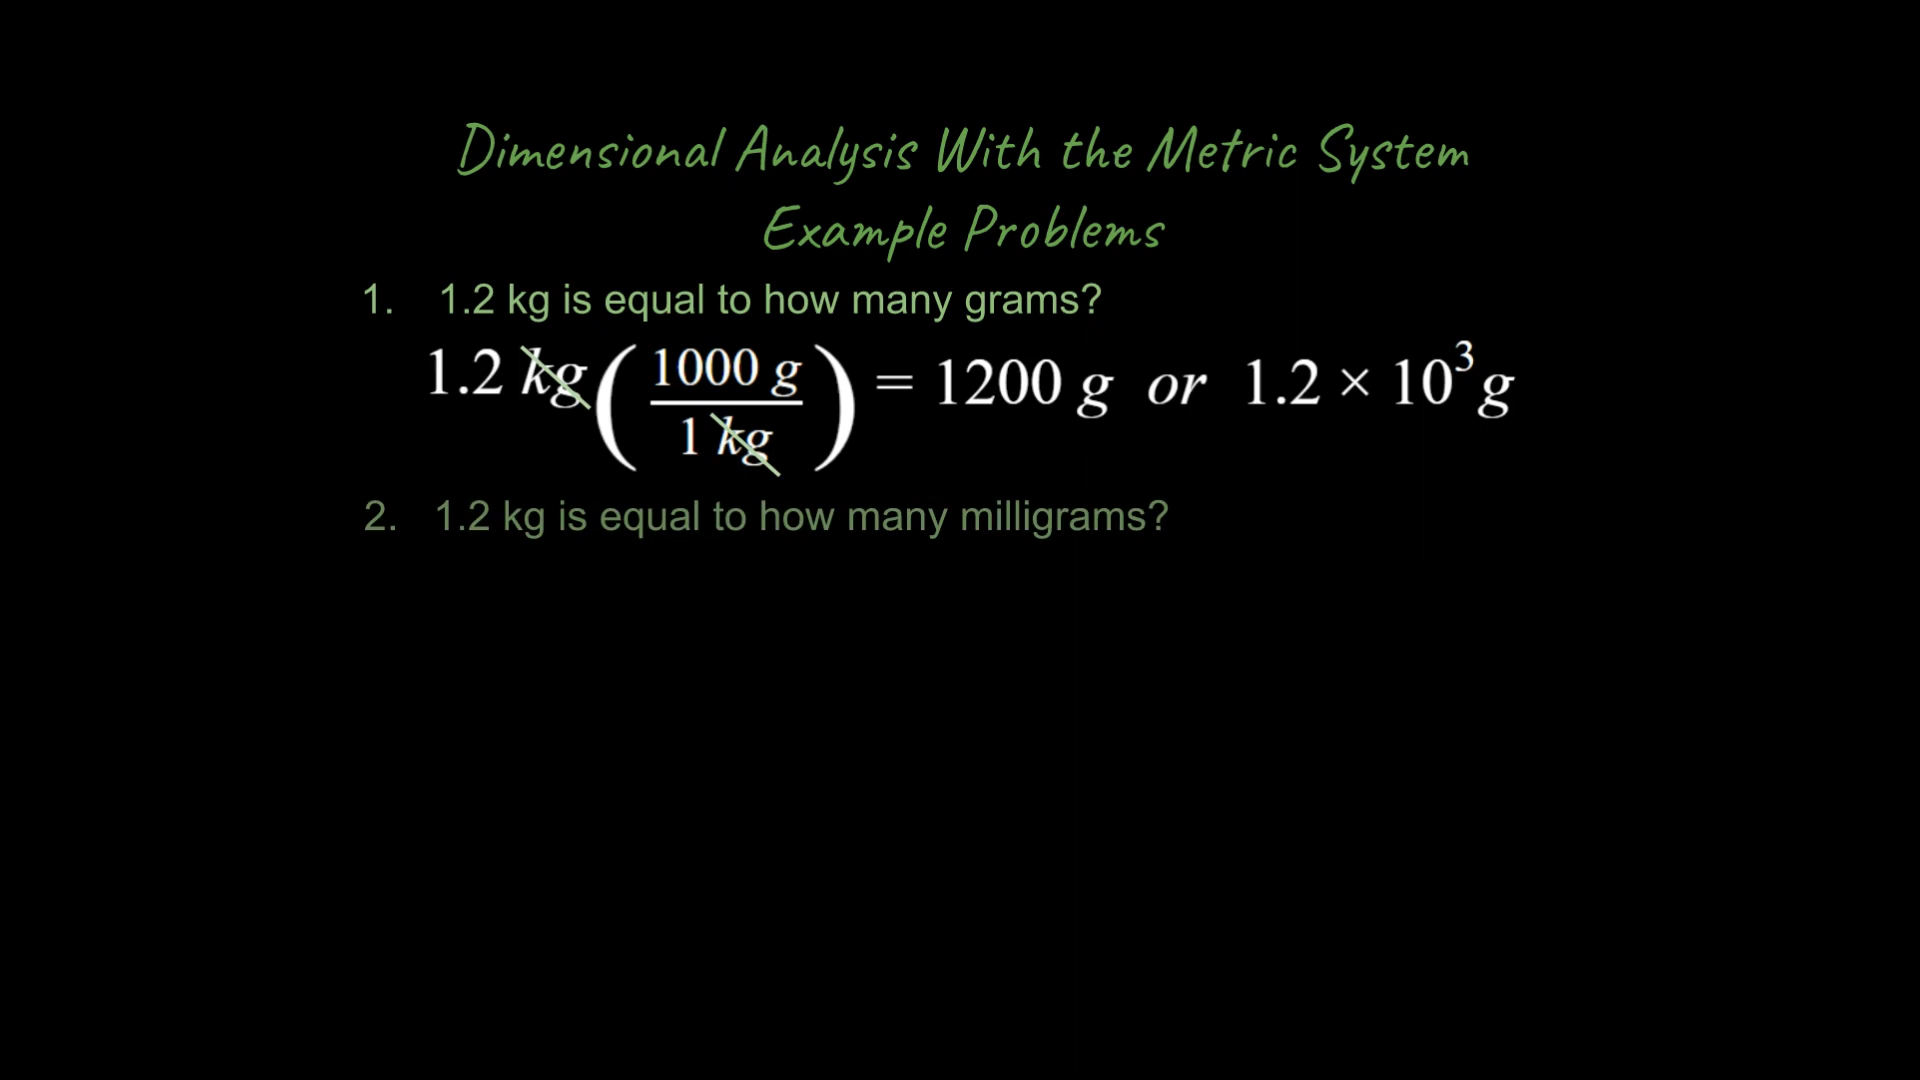 Dimensional Analysis With the Metric System
Example Problems
1. 1.2 kg is equal to how many grams?
1.2 kg ( 1000 g / 1 kg ) = 1200 g or 1.2 × 10³ g
2. 1.2 kg is equal to how many milligrams?